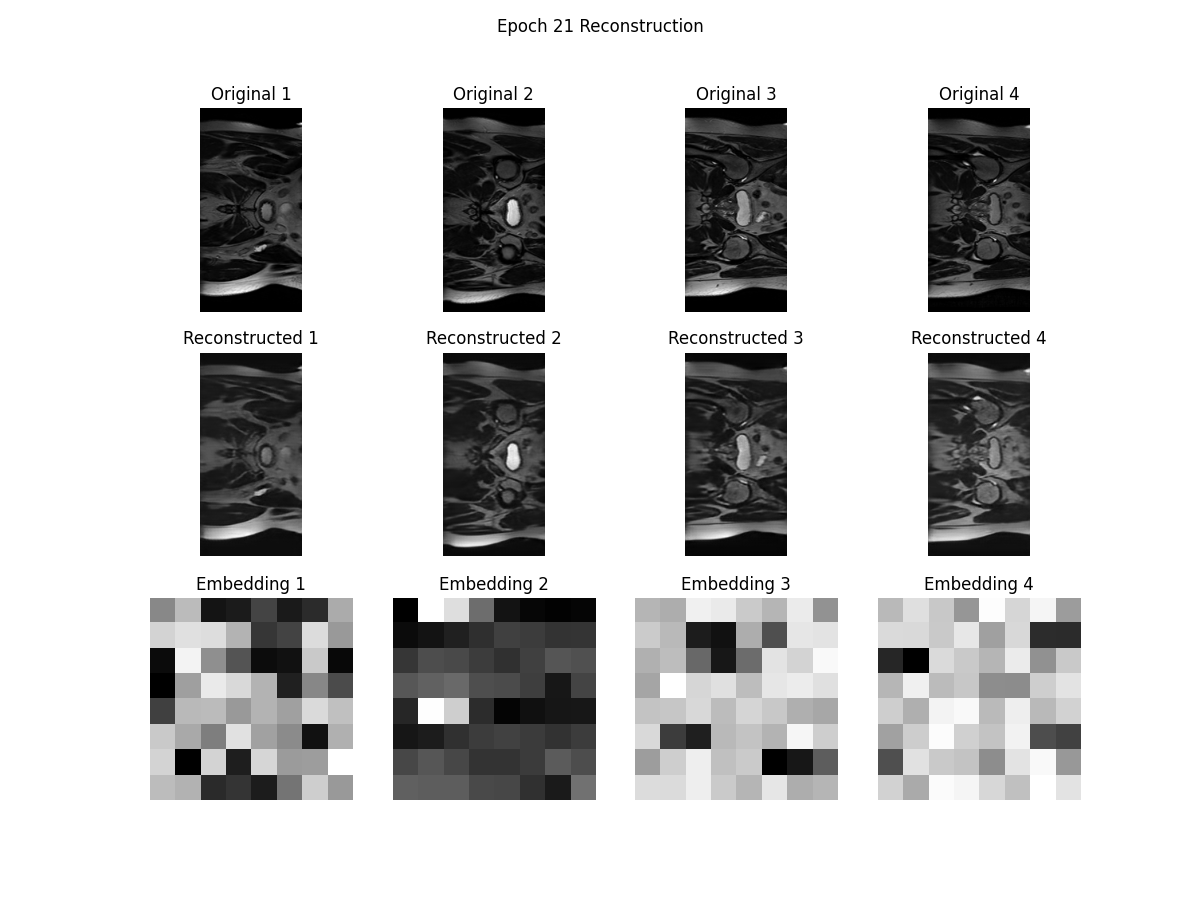 Epoch 21 Reconstruction
Original 1
Original 2
Original 3
Original 4
Reconstructed 1
Reconstructed 2
Reconstructed 3
Reconstructed 4
Embedding 1
Embedding 2
Embedding 3
Embedding 4